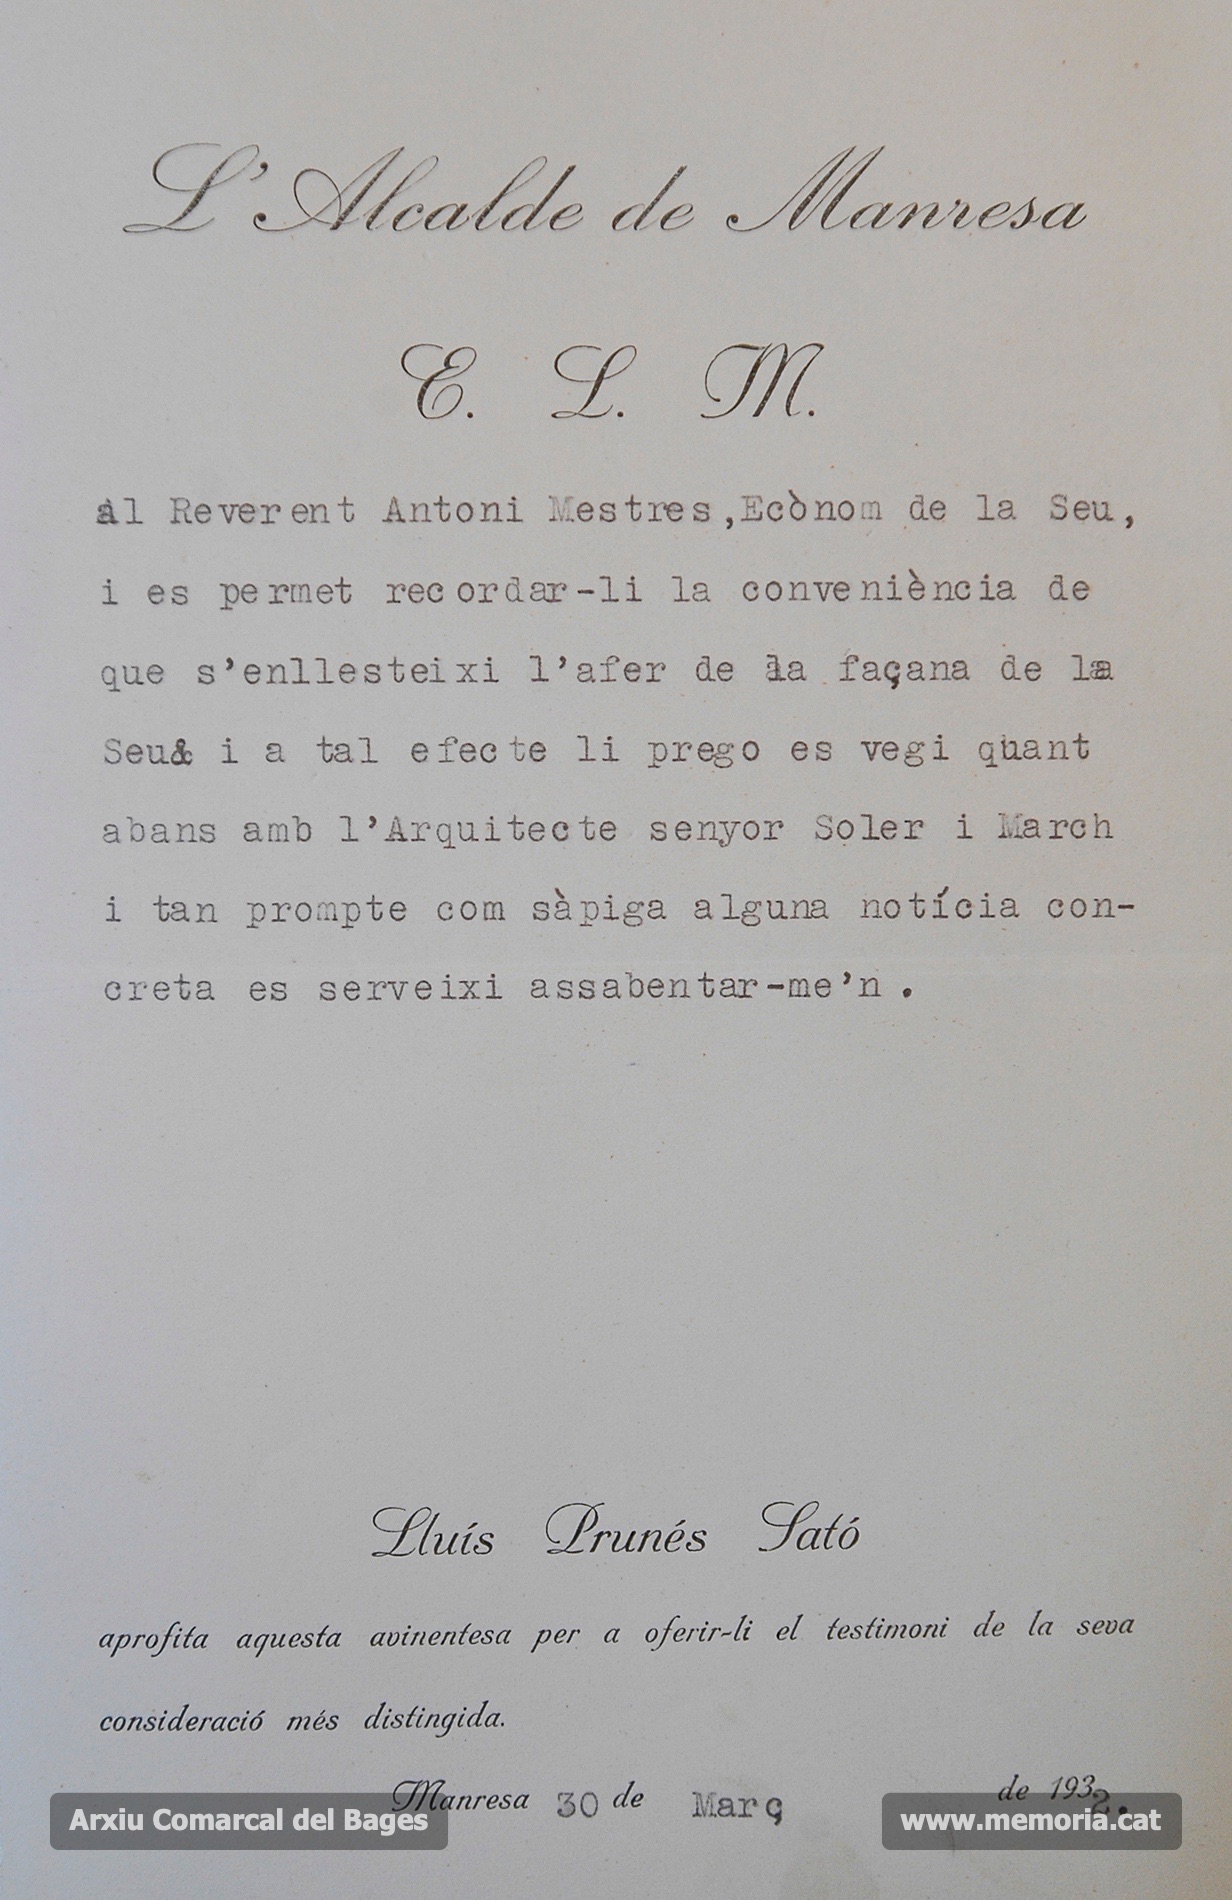 L'Alcalde de Manresa
E. L. M.
al Reverent Antoni Mestres,Ecònom de la Seu,
i es permet recordar-li la conveniència de
que s'enllesteixi l'afer de la façana de la
Seu& i a tal efecte li prego es vegi quant
abans amb l'Arquitecte senyor Soler i March
i tan prompte com sàpiga alguna notícia con-
creta es serveixi assabentar-me'n.
Lluís Prunés Sató
aprofita aquesta avinentesa per a oferir-li el testimoni de la seva
consideració més distingida.
Manresa 30 de Març de 1932.
Arxiu Comarcal del Bages
www.memoria.cat